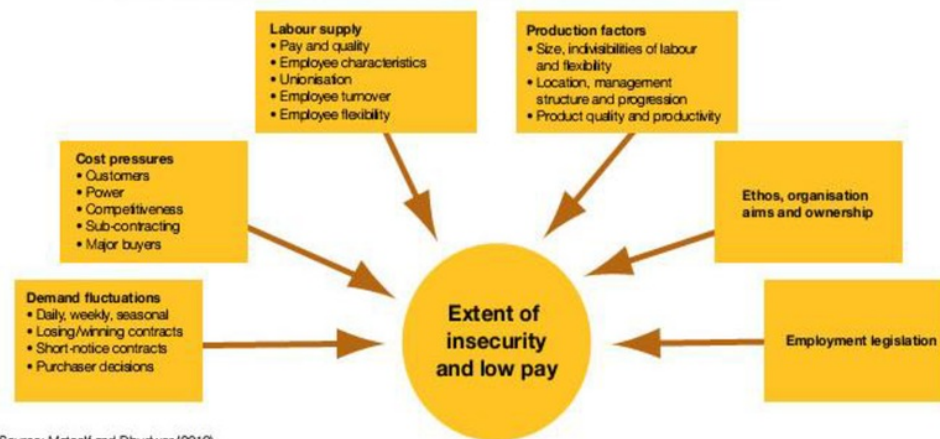 Labour supply
• Pay and quality
• Employee characteristics
• Unionisation
• Employee turnover
• Employee flexibility
Production factors
• Size, indivisibilities of labour
and flexibility
• Location, management
structure and progression
• Product quality and productivity
Cost pressures
• Customers
• Power
• Competitiveness
• Sub-contracting
• Major buyers
Ethos, organisation
aims and ownership
Demand fluctuations
• Daily, weekly, seasonal
• Losing/winning contracts
• Short-notice contracts
• Purchaser decisions
Extent of
insecurity
and low pay
Employment legislation